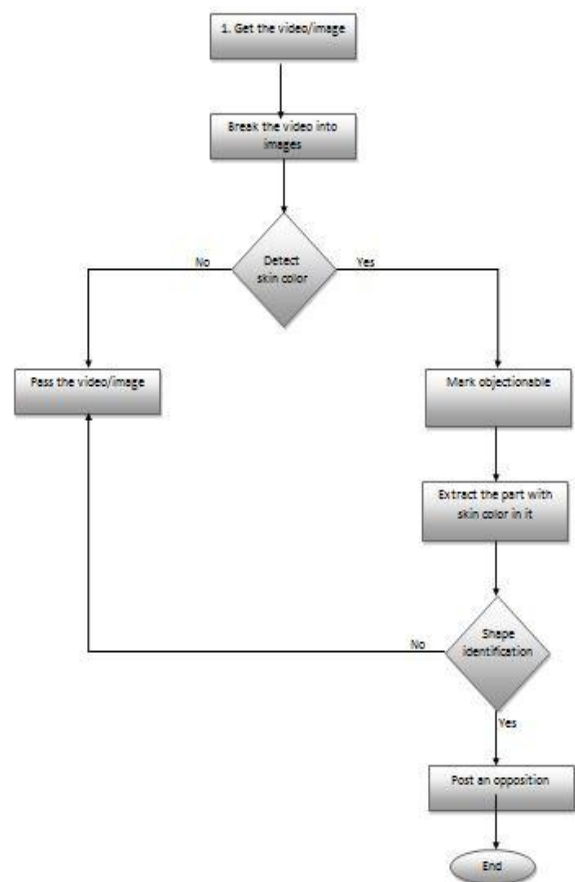 1. Get the video/image
Break the video into
images
Detect
skin color
No
Yes
Pass the video/image
Mark objectionable
Extract the part with
skin color in it
Shape
identification
No
Yes
Post an opposition
End